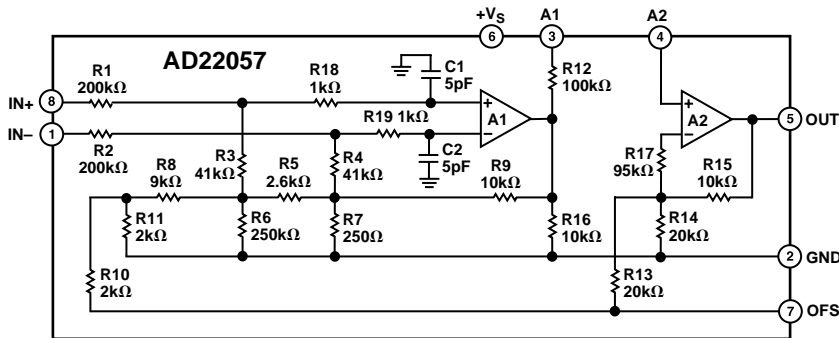 +VS
A1
A2
6
3
4
AD22057
R1
200kΩ
R18
1kΩ
C1
5pF
R12
100kΩ
IN+
8
+
A1
–
+
A2
–
OUT
5
R19 1kΩ
IN–
1
R2
200kΩ
R3
41kΩ
R8
9kΩ
R5
2.6kΩ
R4
41kΩ
C2
5pF
R9
10kΩ
R17
95kΩ
R15
10kΩ
R11
2kΩ
R6
250kΩ
R7
250Ω
R16
10kΩ
R14
20kΩ
2
GND
R10
2kΩ
R13
20kΩ
7
OFS